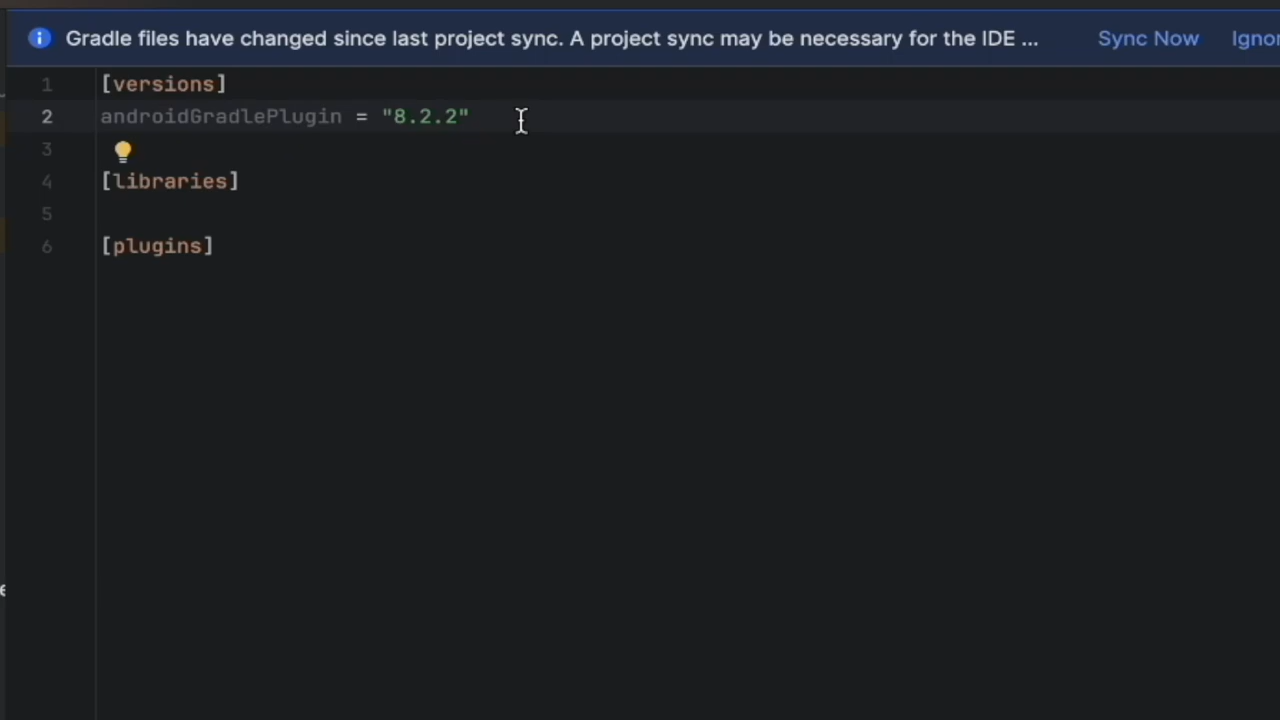 Gradle files have changed since last project sync. A project sync may be necessary for the IDE ... Sync Now Ignor
1 [versions]
2 androidGradlePlugin = "8.2.2"
3
4 [libraries]
5
6 [plugins]